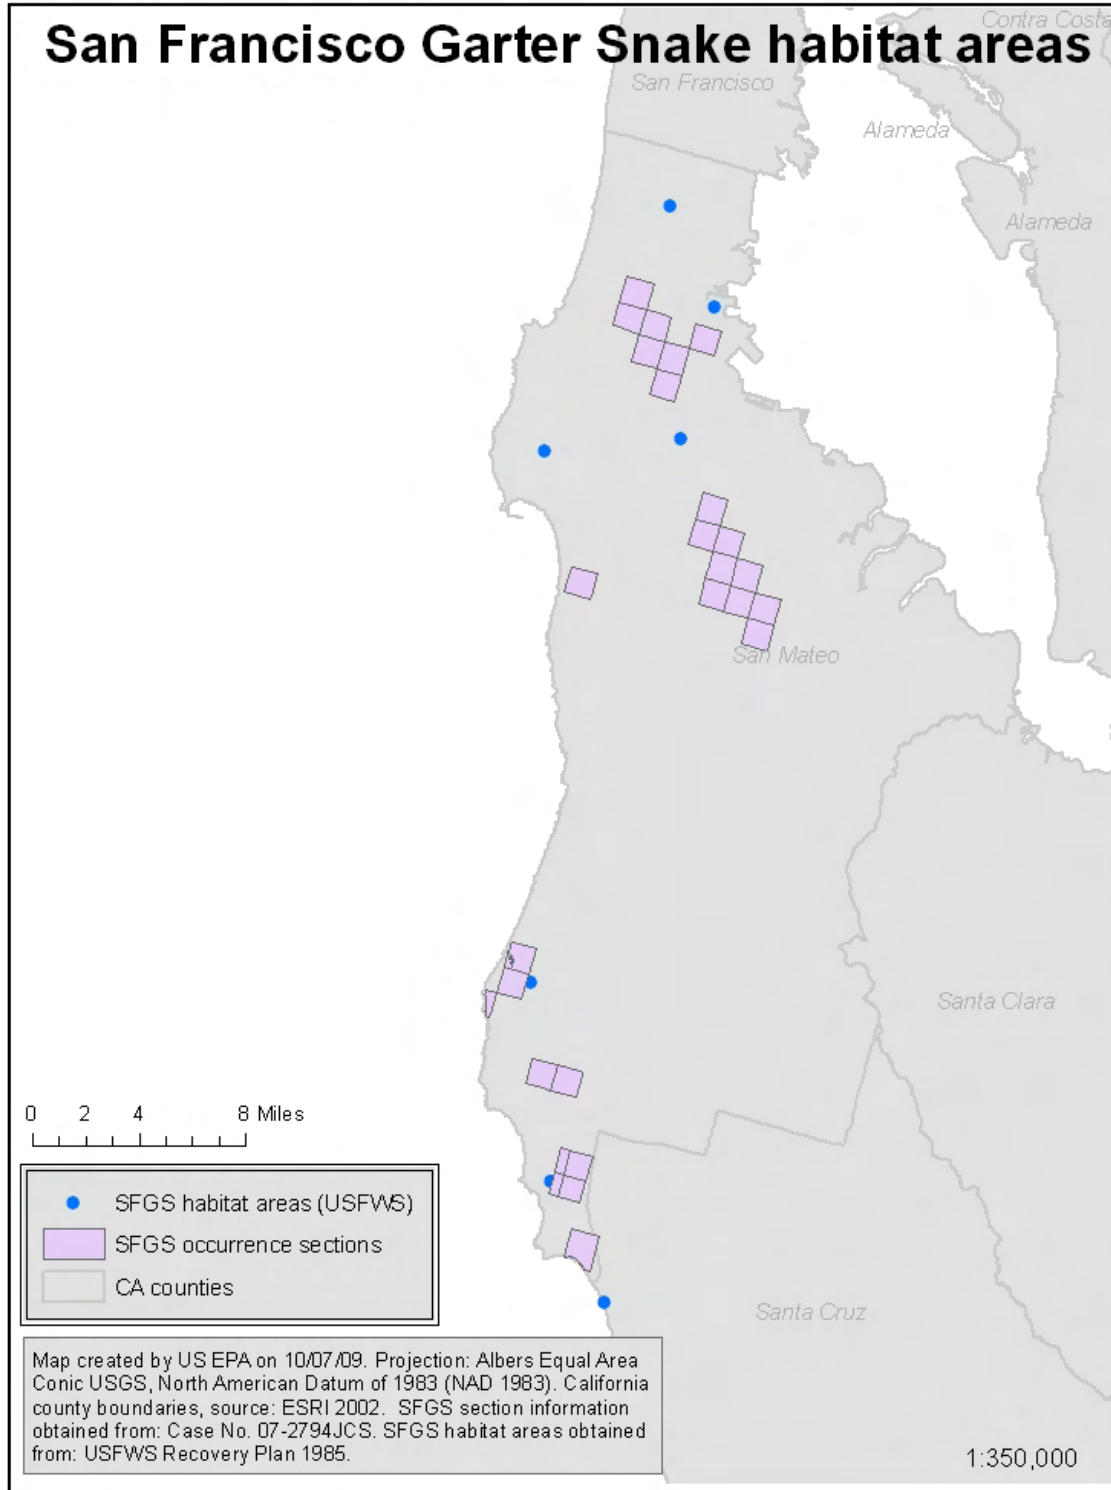 San Francisco Garter Snake habitat areas
Contra Costa
San Francisco
Alameda
Alameda
San Mateo
Santa Clara
Santa Cruz
0 2 4 8 Miles
SFGS habitat areas (USFWS)
SFGS occurrence sections
CA counties
Map created by US EPA on 10/07/09. Projection: Albers Equal Area
Conic USGS, North American Datum of 1983 (NAD 1983). California
county boundaries, source: ESRI 2002. SFGS section information
obtained from: Case No. 07-2794JCS. SFGS habitat areas obtained
from: USFWS Recovery Plan 1985.
1:350,000